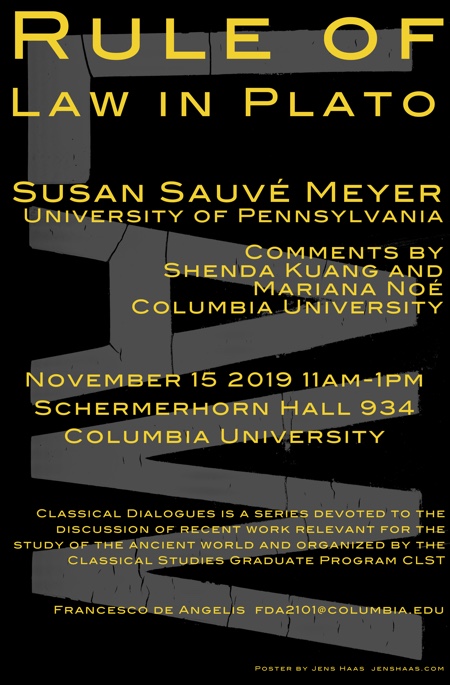 Rule of
Law in Plato
Susan Sauvé Meyer
University of Pennsylvania
Comments by
Shenda Kuang and
Mariana Noé
Columbia University
November 15 2019 11am-1pm
Schermerhorn Hall 934
Columbia University
Classical Dialogues is a series devoted to the
discussion of recent work relevant for the
study of the ancient world and organized by the
Classical Studies Graduate Program CLST
Francesco de Angelis fda2101@columbia.edu
Poster by Jens Haas jenshaas.com
LAW